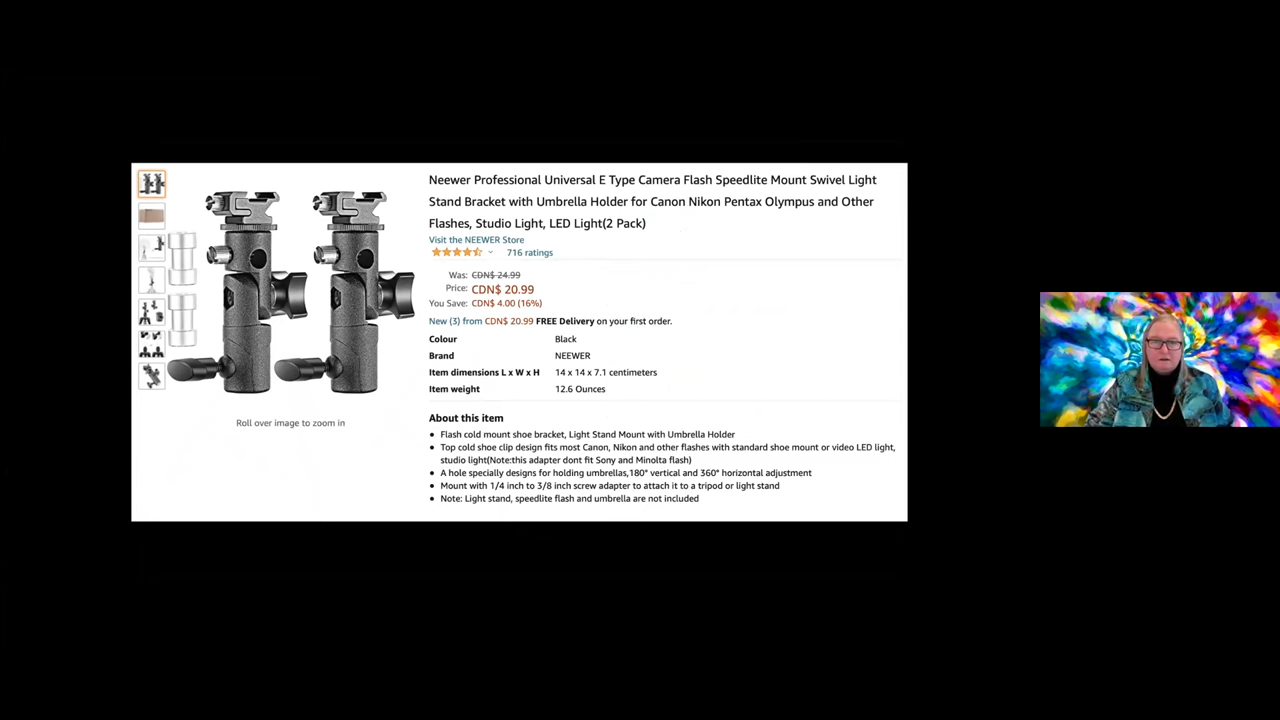 Neewer Professional Universal E Type Camera Flash Speedlite Mount Swivel Light
Stand Bracket with Umbrella Holder for Canon Nikon Pentax Olympus and Other
Flashes, Studio Light, LED Light(2 Pack)
Visit the NEEWER Store
716 ratings
Was: CDN$ 24.99
Price: CDN$ 20.99
You Save: CDN$ 4.00 (16%)
New (3) from CDN$ 20.99 FREE Delivery on your first order.
Colour Black
Brand NEEWER
Item dimensions L x W x H 14 x 14 x 7.1 centimeters
Item weight 12.6 Ounces
About this item
Flash cold mount shoe bracket, Light Stand Mount with Umbrella Holder
Top cold shoe clip design fits most Canon, Nikon and other flashes with standard shoe mount or video LED light,
studio light(Note:this adapter dont fit Sony and Minolta flash)
A hole specially designs for holding umbrellas,180° vertical and 360° horizontal adjustment
Mount with 1/4 inch to 3/8 inch screw adapter to attach it to a tripod or light stand
Note: Light stand, speedlite flash and umbrella are not included
Roll over image to zoom in